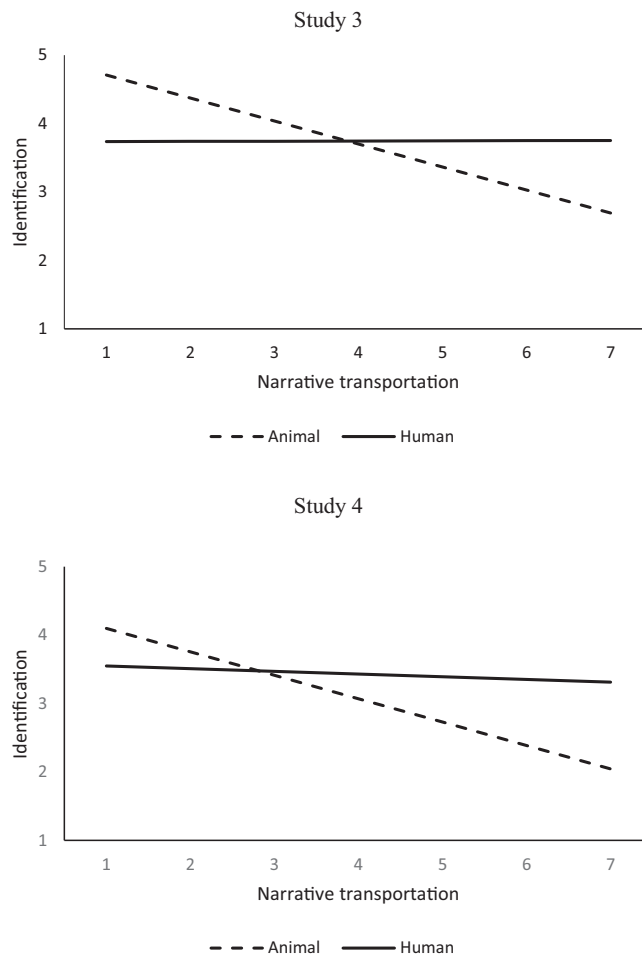 Study 3
5
4
3
2
1
Identification
1 2 3 4 5 6 7
Narrative transportation
Animal Human
Study 4
5
4
3
2
1
Identification
1 2 3 4 5 6 7
Narrative transportation
Animal Human